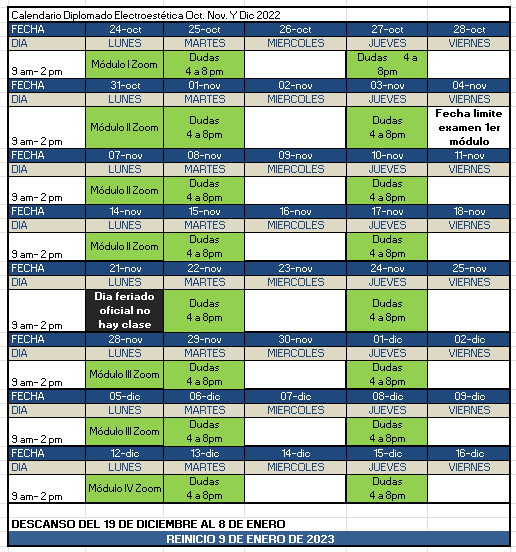 Calendario Diplomado Electroestética Oct. Nov. Y Dic 2022
FECHA 24-oct 25-oct 26-oct 27-oct 28-oct
DIA LUNES MARTES MIERCOLES JUEVES VIERNES
9 am- 2 pm Módulo I Zoom Dudas 4 a 8pm Dudas 4 a 8pm
FECHA 31-oct 01-nov 02-nov 03-nov 04-nov
DIA LUNES MARTES MIERCOLES JUEVES VIERNES
9 am- 2 pm Módulo II Zoom Dudas 4 a 8pm Dudas 4 a 8pm Fecha limite examen 1er módulo
FECHA 07-nov 08-nov 09-nov 10-nov 11-nov
DIA LUNES MARTES MIERCOLES JUEVES VIERNES
9 am- 2 pm Módulo II Zoom Dudas 4 a 8pm Dudas 4 a 8pm
FECHA 14-nov 15-nov 16-nov 17-nov 18-nov
DIA LUNES MARTES MIERCOLES JUEVES VIERNES
9 am- 2 pm Módulo II Zoom Dudas 4 a 8pm Dudas 4 a 8pm
FECHA 21-nov 22-nov 23-nov 24-nov 25-nov
DIA LUNES MARTES MIERCOLES JUEVES VIERNES
9 am- 2 pm Dia feriado oficial no hay clase Dudas 4 a 8pm Dudas 4 a 8pm
FECHA 28-nov 29-nov 30-nov 01-dic 02-dic
DIA LUNES MARTES MIERCOLES JUEVES VIERNES
9 am- 2 pm Módulo III Zoom Dudas 4 a 8pm Dudas 4 a 8pm
FECHA 05-dic 06-dic 07-dic 08-dic 09-dic
DIA LUNES MARTES MIERCOLES JUEVES VIERNES
9 am- 2 pm Módulo III Zoom Dudas 4 a 8pm Dudas 4 a 8pm
FECHA 12-dic 13-dic 14-dic 15-dic 16-dic
DIA LUNES MARTES MIERCOLES JUEVES VIERNES
9 am- 2 pm Módulo IV Zoom Dudas 4 a 8pm Dudas 4 a 8pm
DESCANSO DEL 19 DE DICIEMBRE AL 8 DE ENERO
REINICIO 9 DE ENERO DE 2023